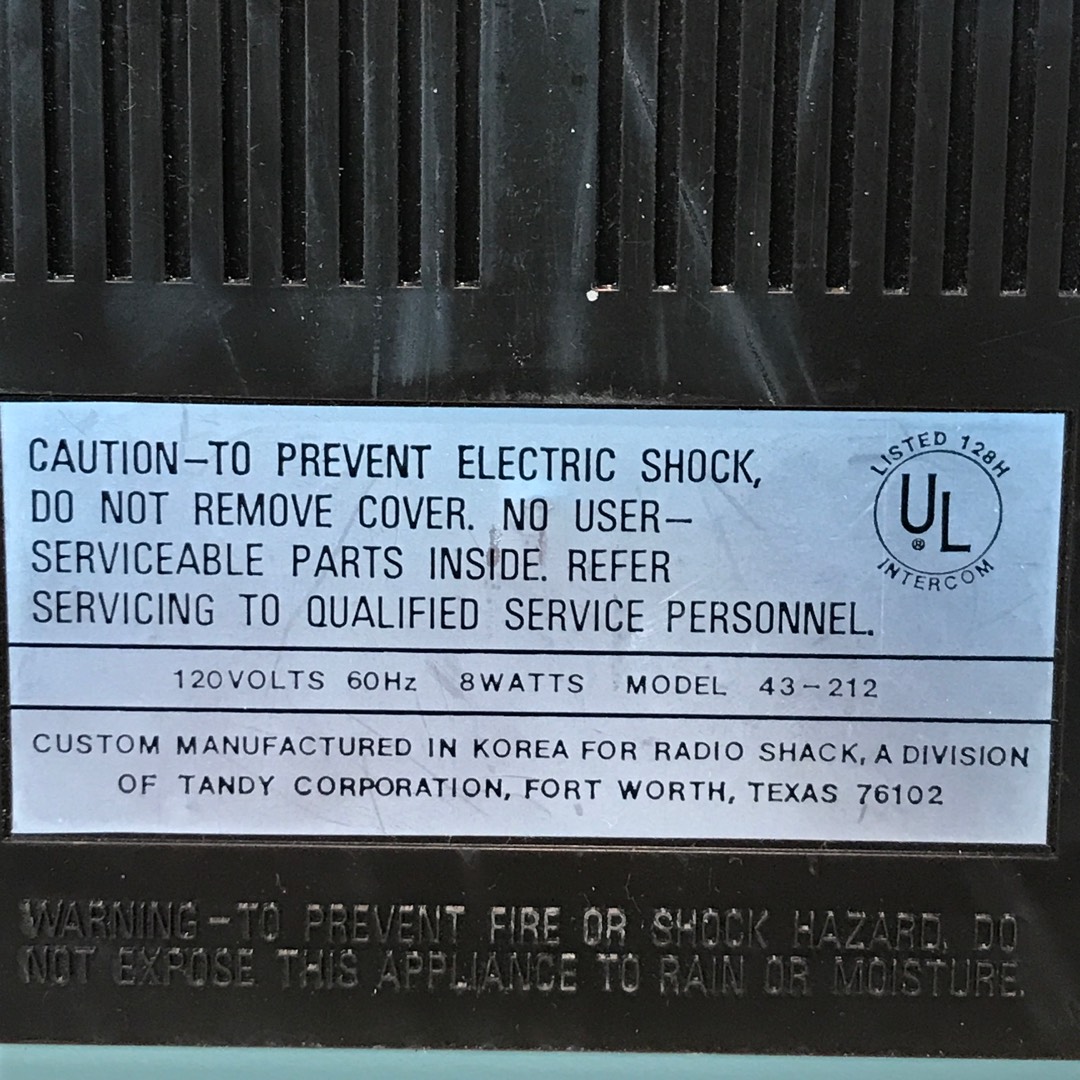 CAUTION–TO PREVENT ELECTRIC SHOCK,
DO NOT REMOVE COVER. NO USER–
SERVICEABLE PARTS INSIDE. REFER
SERVICING TO QUALIFIED SERVICE PERSONNEL.
LISTED 128H
UL
®
INTERCOM
120VOLTS 60Hz 8WATTS MODEL 43–212
CUSTOM MANUFACTURED IN KOREA FOR RADIO SHACK, A DIVISION
OF TANDY CORPORATION, FORT WORTH, TEXAS 76102
WARNING–TO PREVENT FIRE OR SHOCK HAZARD, DO
NOT EXPOSE THIS APPLIANCE TO RAIN OR MOISTURE.